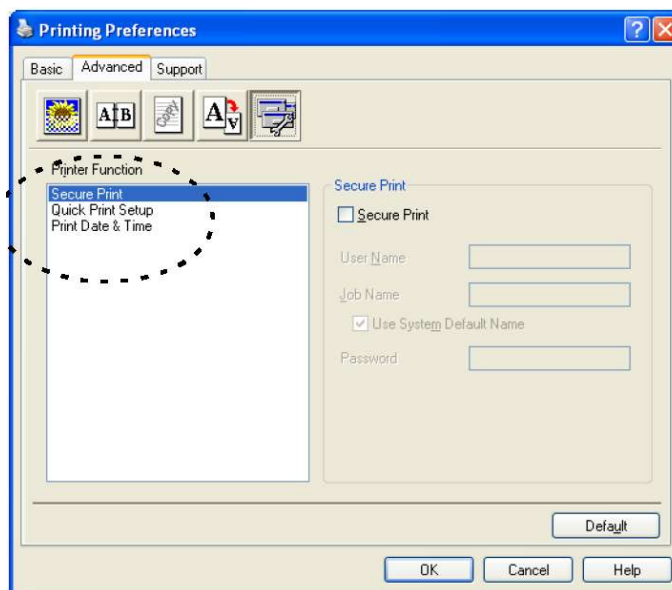 Printing Preferences
Basic Advanced Support
A B COPY A A
Printer Function
Secure Print
Quick Print Setup
Print Date & Time
Secure Print
Secure Print
User Name
Job Name
Use System Default Name
Password
Default
OK Cancel Help